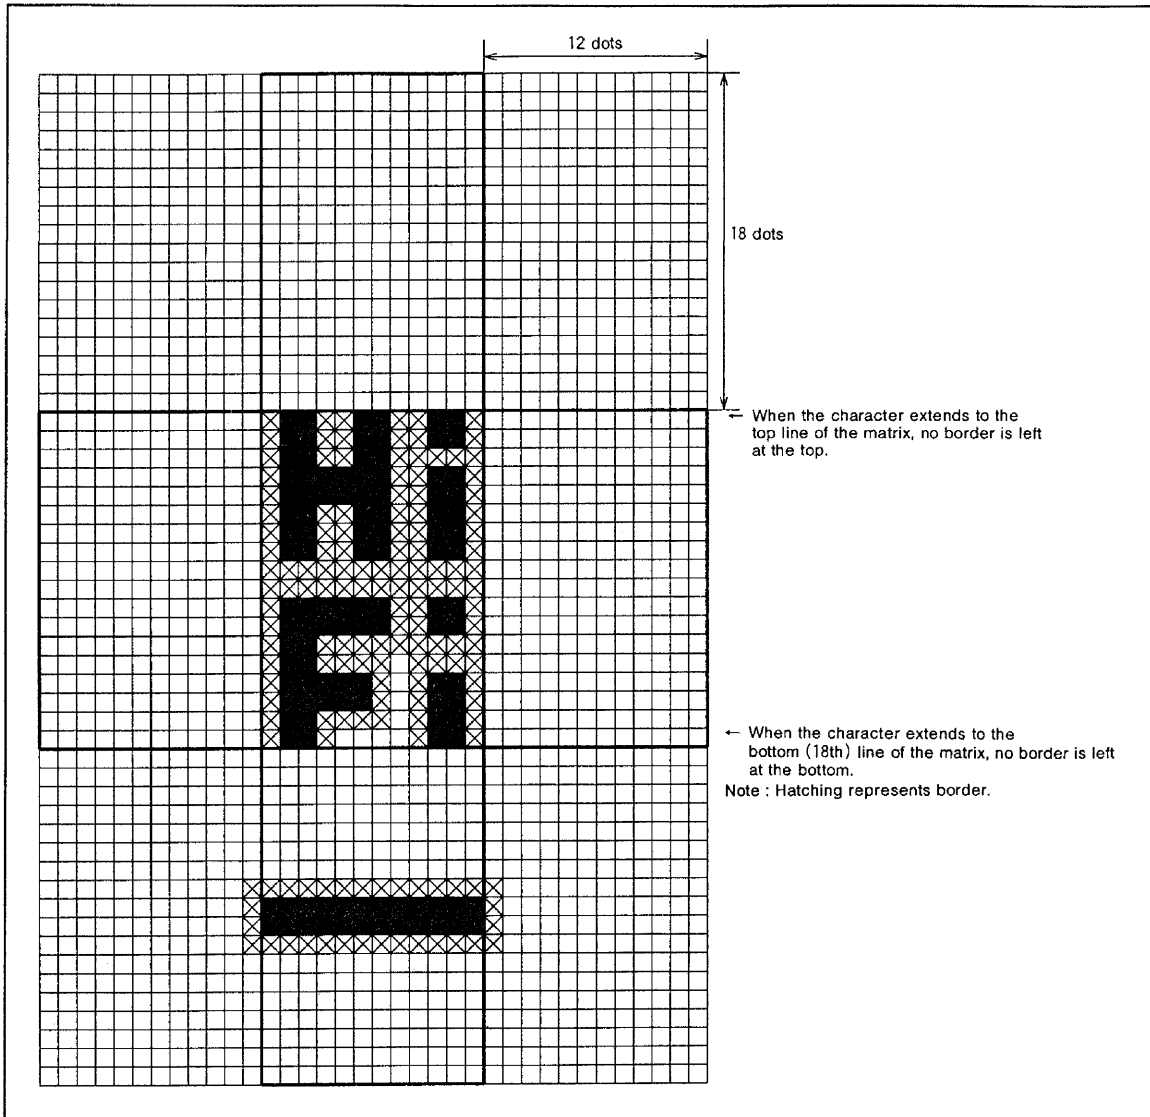 12 dots
18 dots
← When the character extends to the
top line of the matrix, no border is left
at the top.
Hi
Fi
← When the character extends to the
bottom (18th) line of the matrix, no border is left
at the bottom.
Note : Hatching represents border.